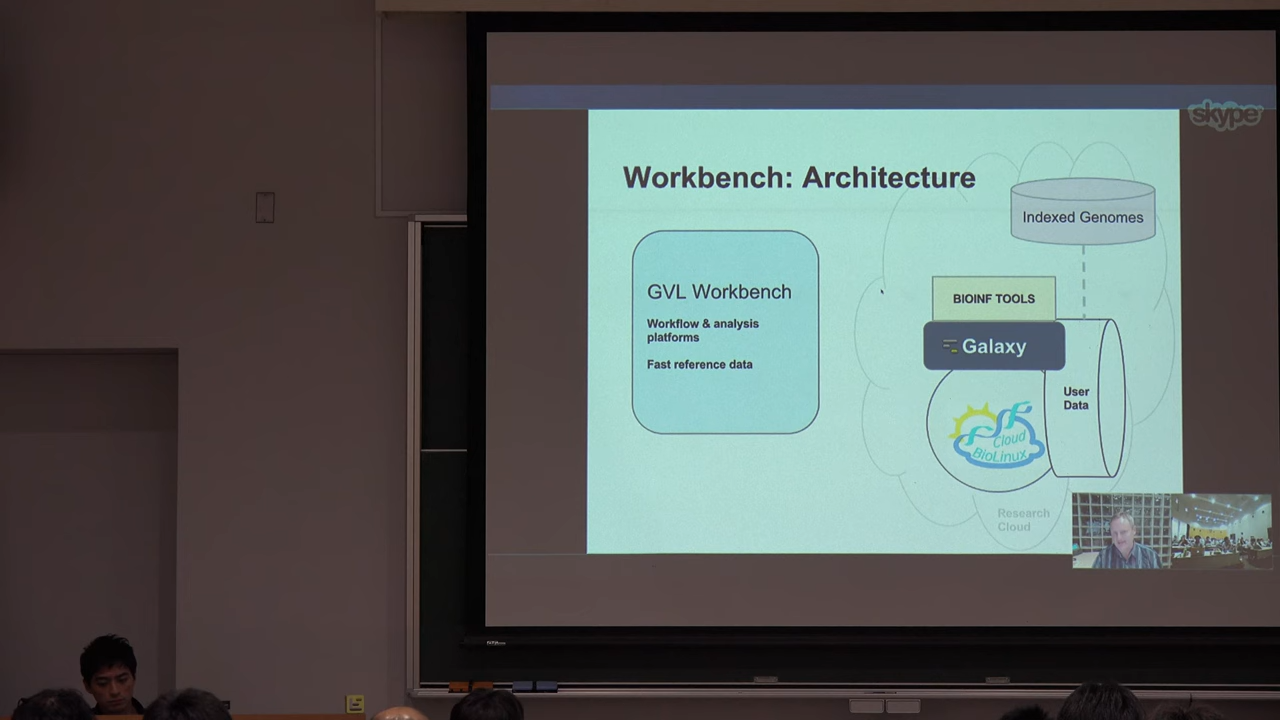 skype
Workbench: Architecture
Indexed Genomes
GVL Workbench
Workflow & analysis
platforms
Fast reference data
BIOINF TOOLS
Galaxy
User
Data
Cloud
BioLinux
Research
Cloud